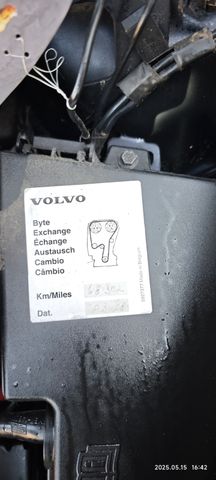 VOLVO
Byte
Exchange
Échange
Austausch
Cambio
Câmbio
Km/Miles
Dat.
2025.05.15 16:42